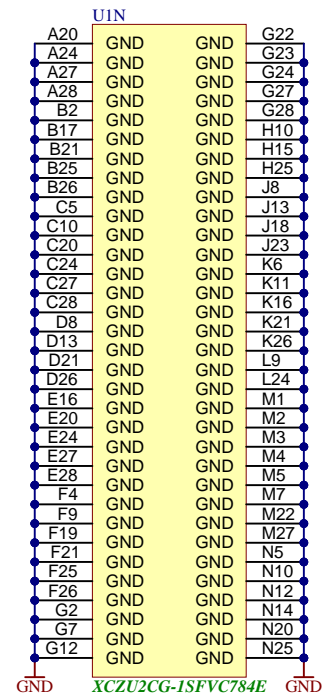 U1N
A20 GND GND G22
A24 GND GND G23
A27 GND GND G24
A28 GND GND G27
B2 GND GND G28
B17 GND GND H10
B21 GND GND H15
B25 GND GND H25
B26 GND GND J8
C5 GND GND J13
C10 GND GND J18
C20 GND GND J23
C24 GND GND K6
C27 GND GND K11
C28 GND GND K16
D8 GND GND K21
D13 GND GND K26
D21 GND GND L9
D26 GND GND L24
E16 GND GND M1
E20 GND GND M2
E24 GND GND M3
E27 GND GND M4
E28 GND GND M5
F4 GND GND M7
F9 GND GND M22
F19 GND GND M27
F21 GND GND N5
F25 GND GND N10
F26 GND GND N12
G2 GND GND N14
G7 GND GND N20
G12 GND GND N25
GND XCZU2CG-1SFVC784E GND